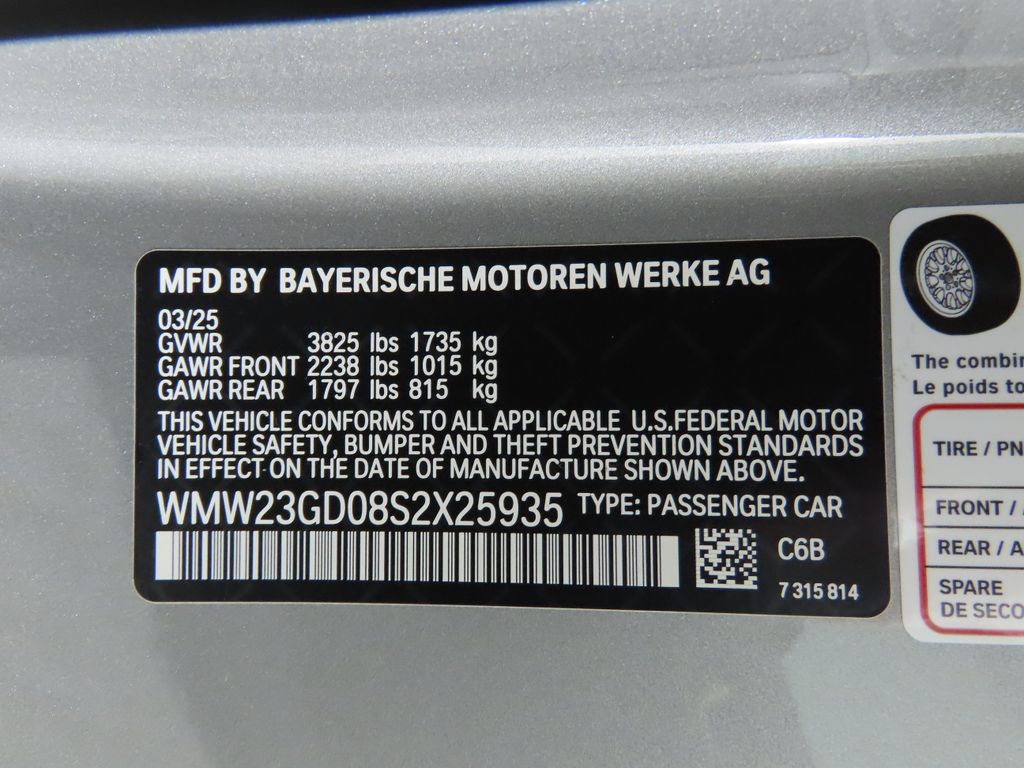 MFD BY BAYERISCHE MOTOREN WERKE AG
03/25
GVWR 3825 lbs 1735 kg
GAWR FRONT 2238 lbs 1015 kg
GAWR REAR 1797 lbs 815 kg
THIS VEHICLE CONFORMS TO ALL APPLICABLE U.S.FEDERAL MOTOR
VEHICLE SAFETY, BUMPER AND THEFT PREVENTION STANDARDS
IN EFFECT ON THE DATE OF MANUFACTURE SHOWN ABOVE.
WMW23GD08S2X25935 TYPE: PASSENGER CAR
C6B
7 315 814
The combin
Le poids to
TIRE / PN
FRONT /
REAR / A
SPARE
DE SECO